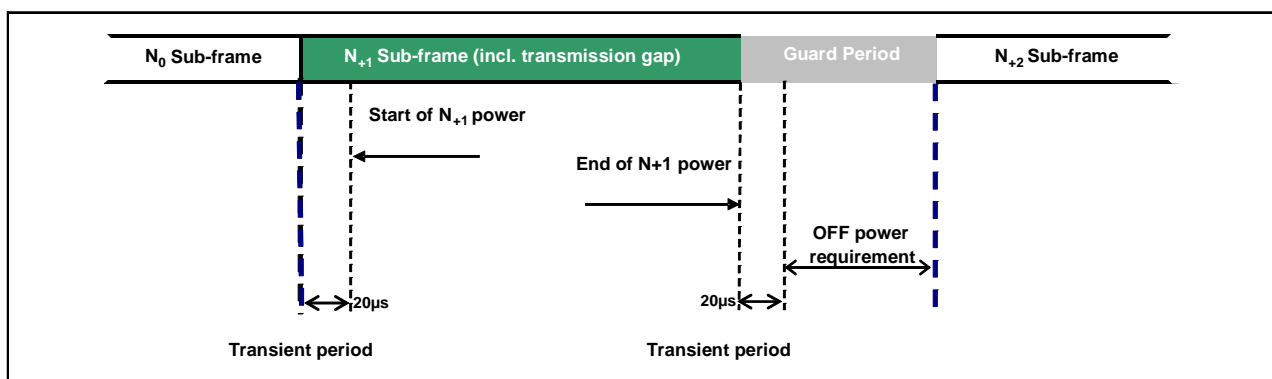 N₀ Sub-frame
N₊₁ Sub-frame (incl. transmission gap)
Guard Period
N₊₂ Sub-frame
Start of N₊₁ power
End of N+1 power
OFF power
requirement
20µs
20µs
Transient period
Transient period